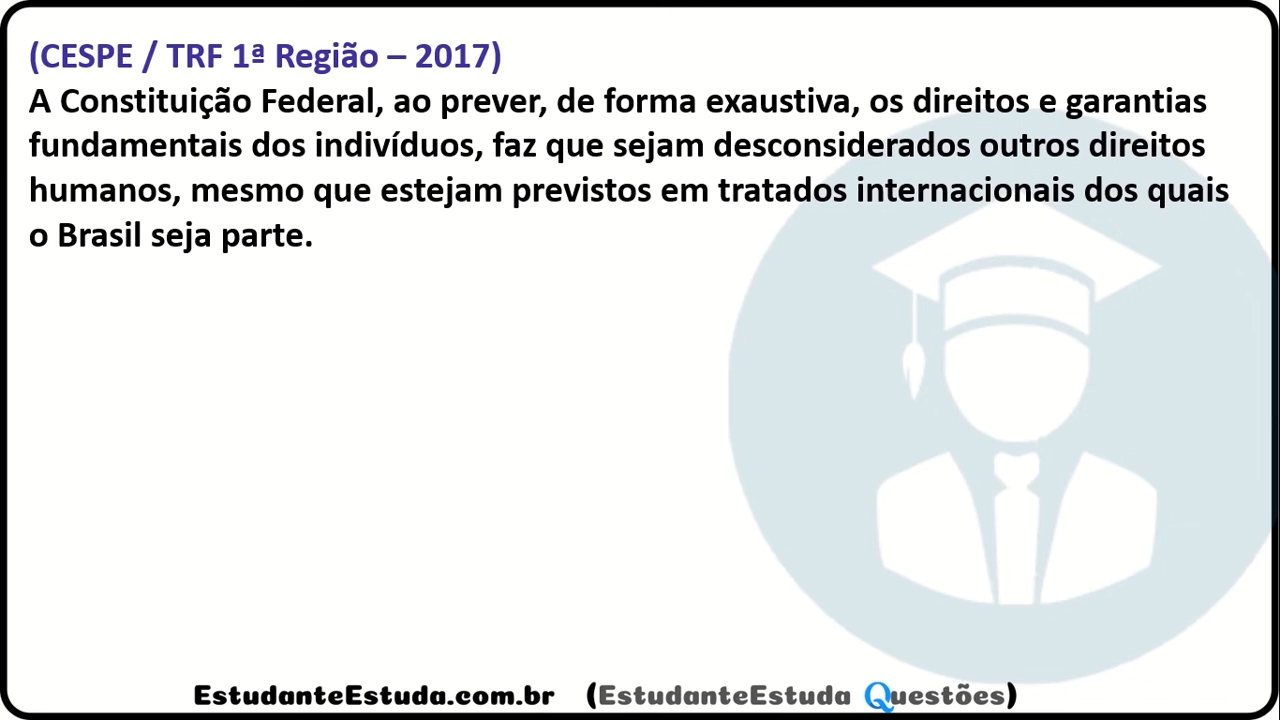 (CESPE / TRF 1ª Região – 2017)
A Constituição Federal, ao prever, de forma exaustiva, os direitos e garantias
fundamentais dos indivíduos, faz que sejam desconsiderados outros direitos
humanos, mesmo que estejam previstos em tratados internacionais dos quais
o Brasil seja parte.
EstudanteEstuda.com.br (EstudanteEstuda Questões)